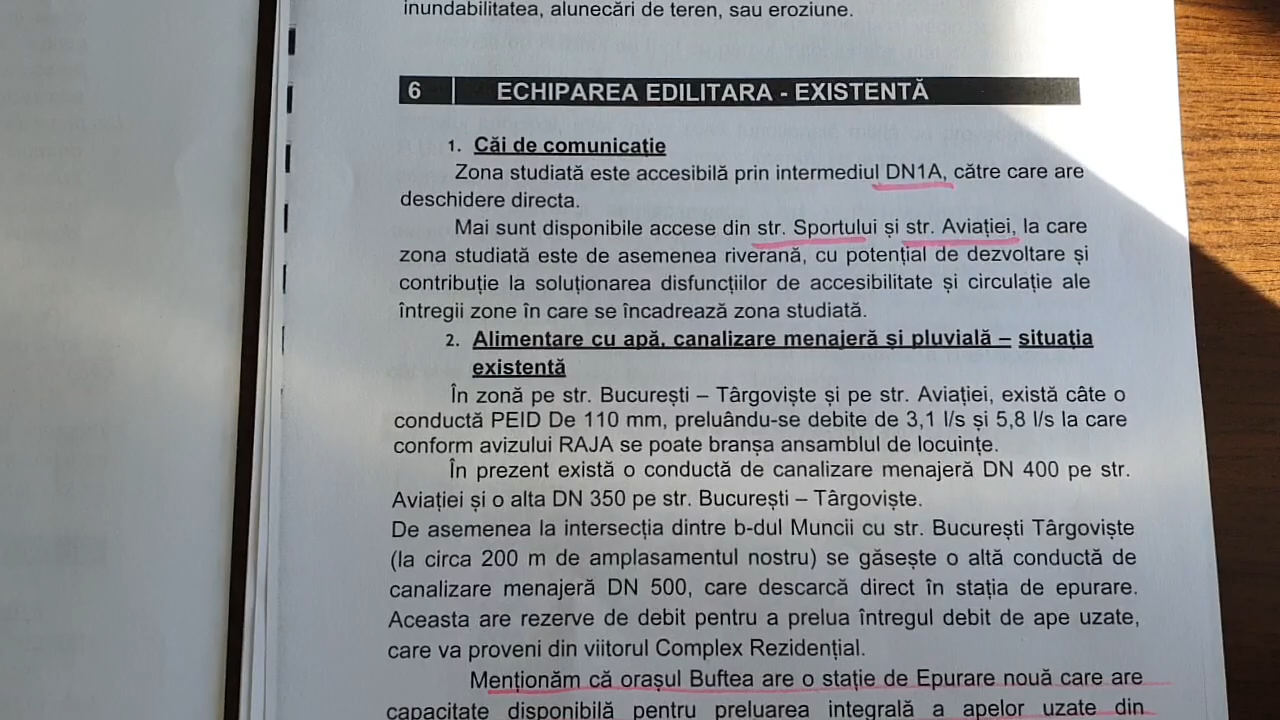 inundabilitatea, alunecări de teren, sau eroziune.
6 ECHIPAREA EDILITARA - EXISTENTĂ
1. Căi de comunicație
Zona studiată este accesibilă prin intermediul DN1A, către care are
deschidere directa.
Mai sunt disponibile accese din str. Sportului și str. Aviației, la care
zona studiată este de asemenea riverană, cu potențial de dezvoltare și
contribuție la soluționarea disfuncțiilor de accesibilitate și circulație ale
întregii zone în care se încadrează zona studiată.
2. Alimentare cu apă, canalizare menajeră și pluvială – situația
existentă
În zonă pe str. București – Târgoviște și pe str. Aviației, există câte o
conductă PEID De 110 mm, preluându-se debite de 3,1 l/s și 5,8 l/s la care
conform avizului RAJA se poate branșa ansamblul de locuințe.
În prezent există o conductă de canalizare menajeră DN 400 pe str.
Aviației și o alta DN 350 pe str. București – Târgoviște.
De asemenea la intersecția dintre b-dul Muncii cu str. București Târgoviște
(la circa 200 m de amplasamentul nostru) se găsește o altă conductă de
canalizare menajeră DN 500, care descarcă direct în stația de epurare.
Aceasta are rezerve de debit pentru a prelua întregul debit de ape uzate,
care va proveni din viitorul Complex Rezidențial.
Menționăm că orașul Buftea are o stație de Epurare nouă care are
capacitate disponibilă pentru preluarea integrală a apelor uzate din